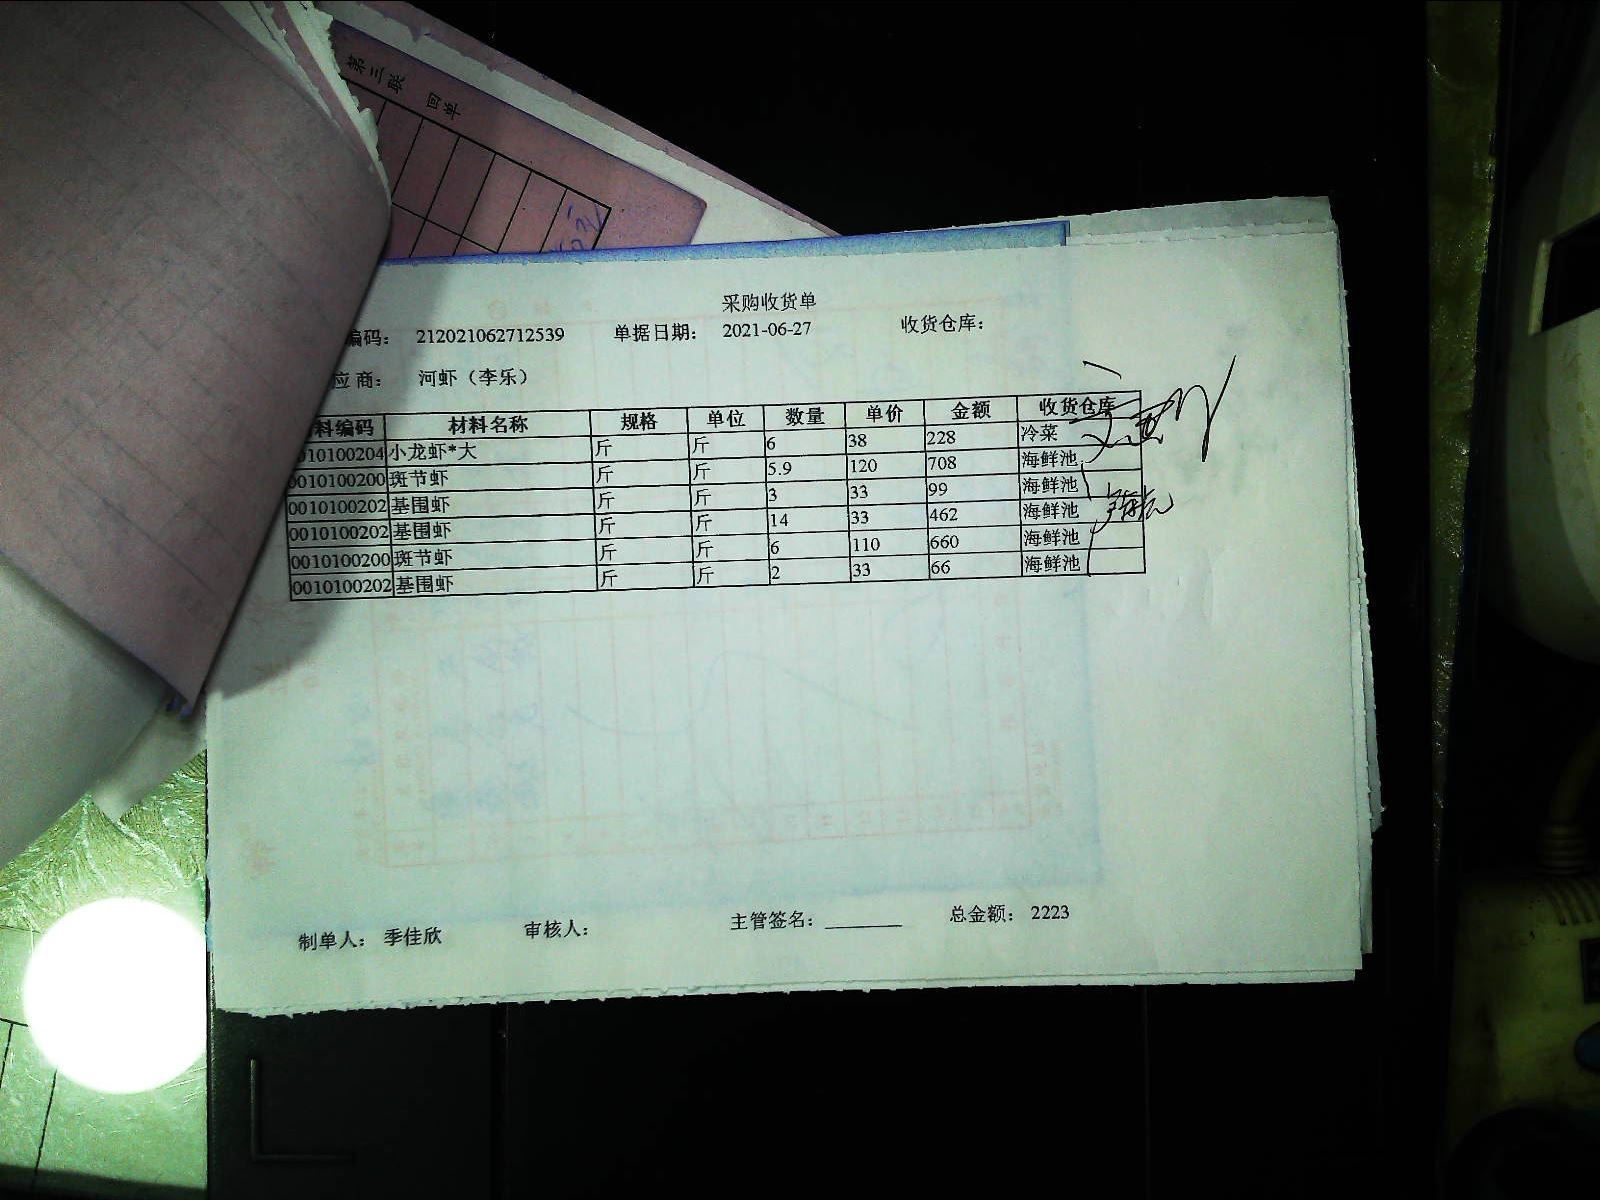 第三联 回单
采购收货单
编码: 212021062712539 单据日期: 2021-06-27 收货仓库:
应商: 河虾（李乐）
料编码 材料名称 规格 单位 数量 单价 金额 收货仓库
0010100204 小龙虾*大 斤 斤 6 38 228 冷菜
0010100200 斑节虾 斤 斤 5.9 120 708 海鲜池
0010100202 基围虾 斤 斤 3 33 99 海鲜池
0010100202 基围虾 斤 斤 14 33 462 海鲜池
0010100200 斑节虾 斤 斤 6 110 660 海鲜池
0010100202 基围虾 斤 斤 2 33 66 海鲜池
制单人: 季佳欣 审核人: 主管签名: ________ 总金额: 2223